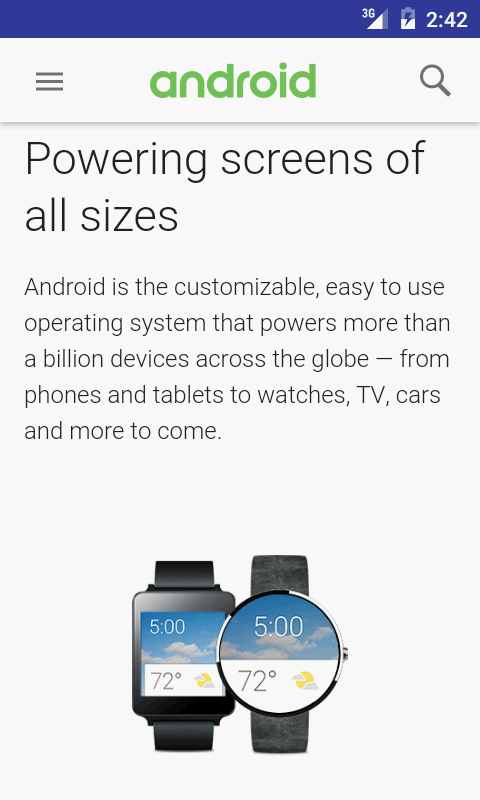 3G 2:42
android
Powering screens of
all sizes
Android is the customizable, easy to use
operating system that powers more than
a billion devices across the globe — from
phones and tablets to watches, TV, cars
and more to come.
5:00
72°
5:00
72°